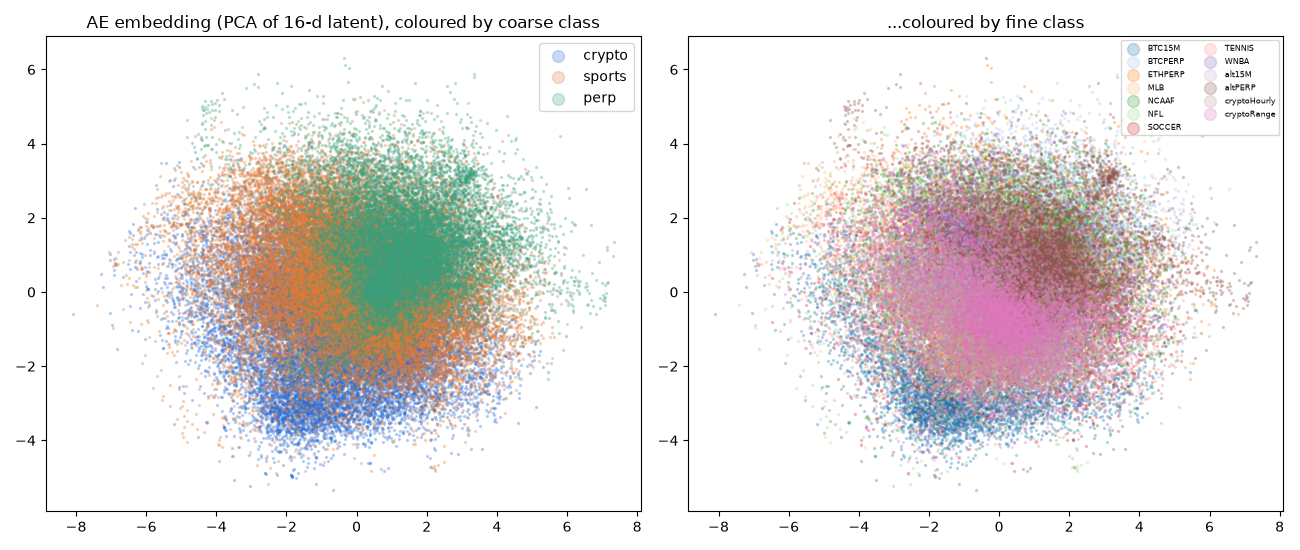 AE embedding (PCA of 16-d latent), coloured by coarse class
crypto
sports
perp
6
4
2
0
−2
−4
−8
−6
−4
−2
0
2
4
6
8
...coloured by fine class
BTC15M
BTCPERP
ETHPERP
MLB
NCAAF
NFL
SOCCER
TENNIS
WNBA
alt15M
altPERP
cryptoHourly
cryptoRange
6
4
2
0
−2
−4
−8
−6
−4
−2
0
2
4
6
8